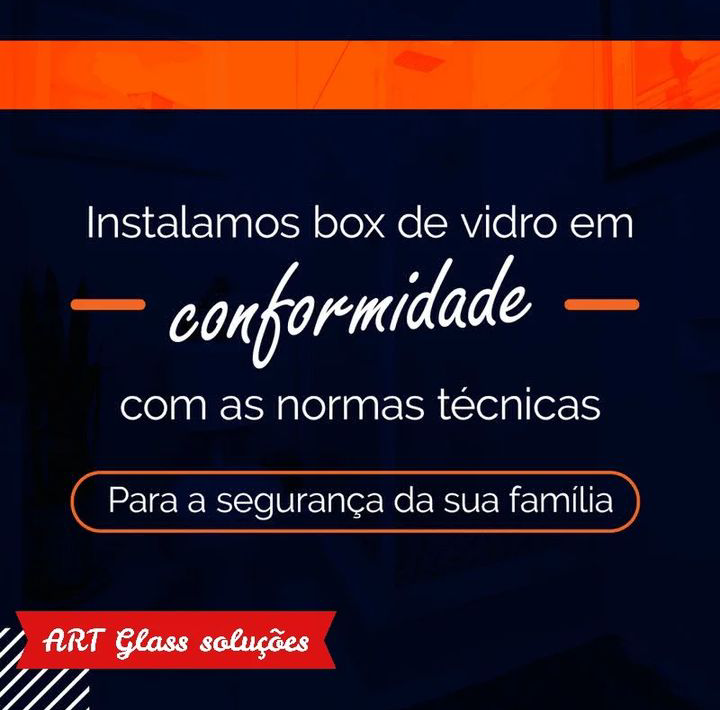 Instalamos box de vidro em
conformidade
com as normas técnicas
Para a segurança da sua família
ART Glass soluções